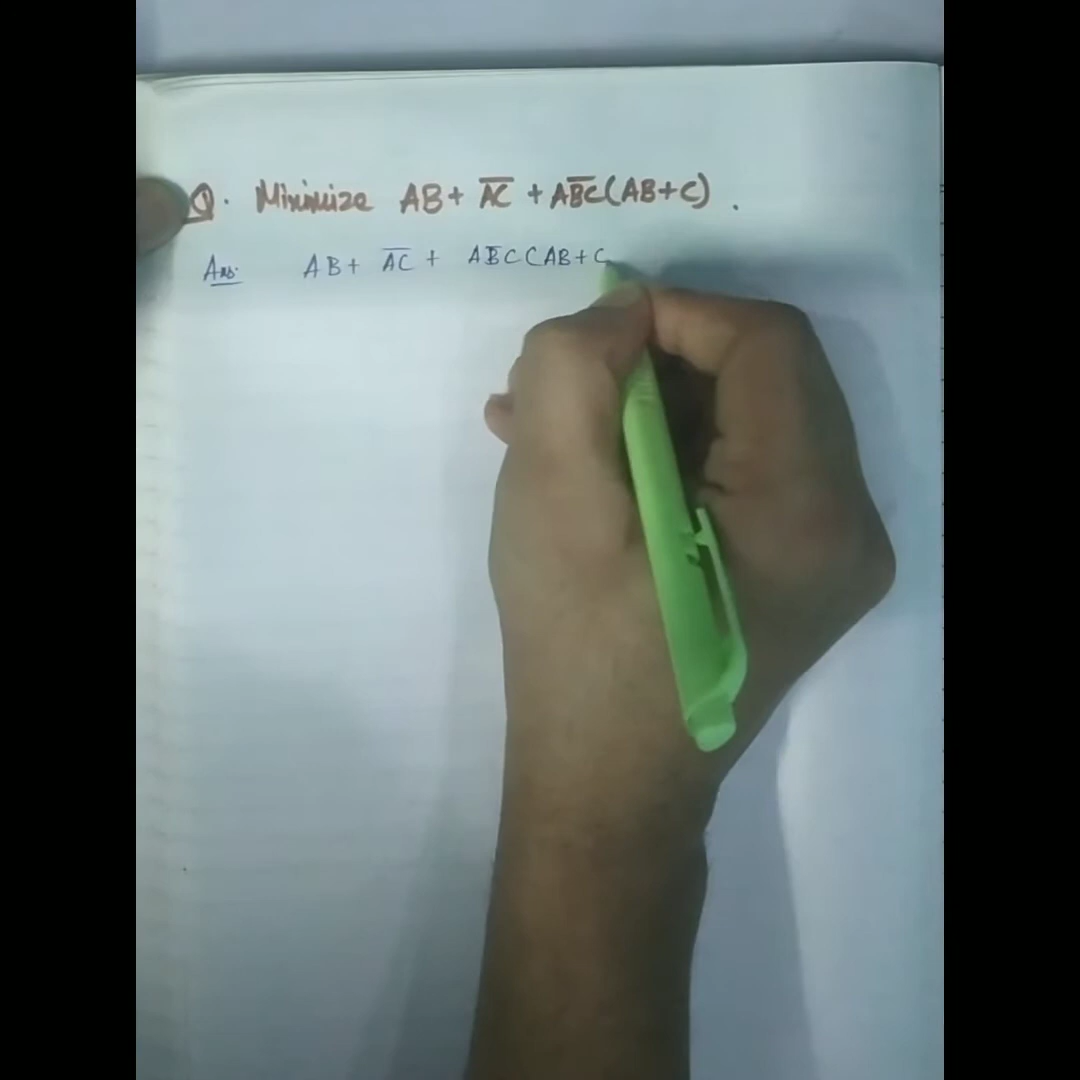 Q. Minimize AB + A̅C̅ + AB̅C(AB+C).
Ans: AB + A̅C̅ + AB̅C(AB+C